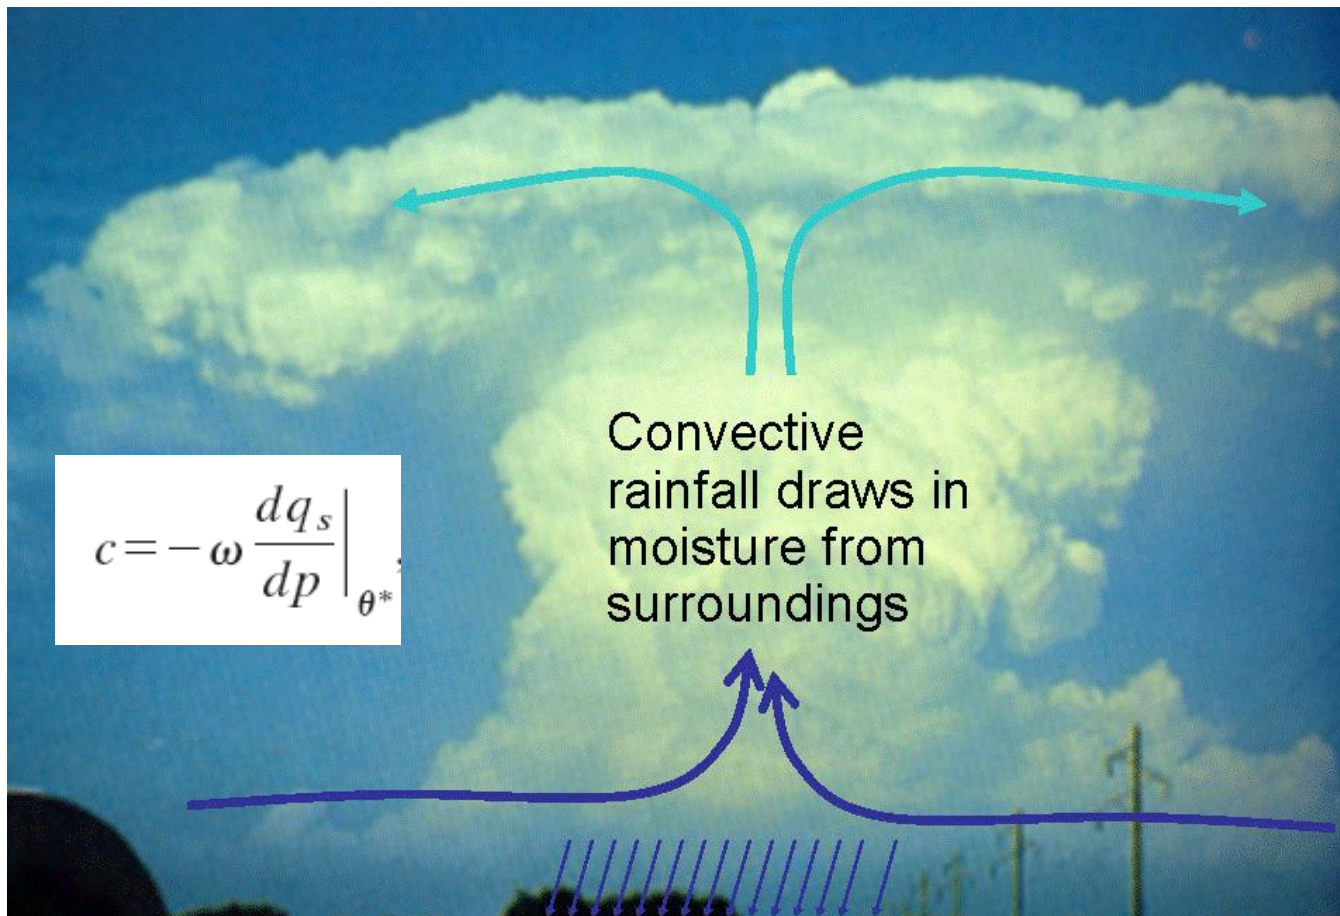 Convective
rainfall draws in
moisture from
surroundings
c = − ω dq_s/dp |_θ* ,